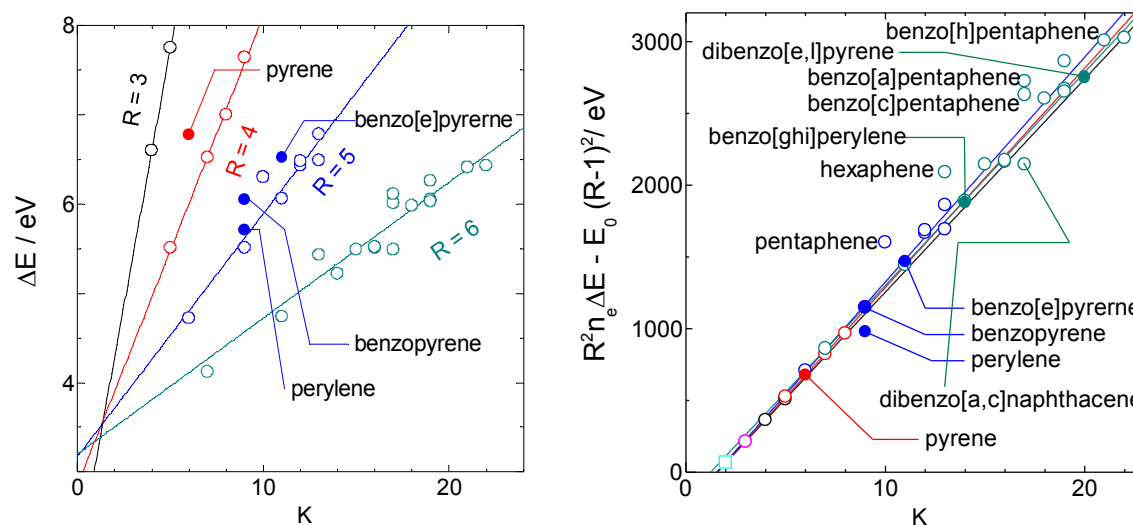 8
6
4
ΔE / eV
0
10
20
K
R = 3
R = 4
R = 5
R = 6
pyrene
benzo[e]pyrerne
benzopyrene
perylene
3000
2000
1000
0
R²nₑΔE - E₀ (R-1)²/ eV
0
10
20
K
benzo[h]pentaphene
dibenzo[e,l]pyrene
benzo[a]pentaphene
benzo[c]pentaphene
benzo[ghi]perylene
hexaphene
pentaphene
benzo[e]pyrerne
benzopyrene
perylene
dibenzo[a,c]naphthacene
pyrene